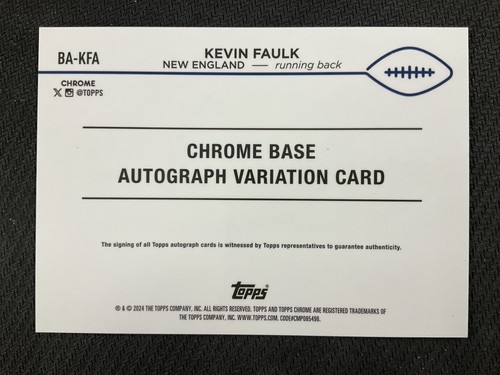 BA-KFA
KEVIN FAULK
NEW ENGLAND — running back
CHROME
X @TOPPS
CHROME BASE
AUTOGRAPH VARIATION CARD
The signing of all Topps autograph cards is witnessed by Topps representatives to guarantee authenticity.
Topps
® & © 2024 THE TOPPS COMPANY, INC. ALL RIGHTS RESERVED. TOPPS AND TOPPS CHROME ARE REGISTERED TRADEMARKS OF
THE TOPPS COMPANY, INC. WWW.TOPPS.COM. CODE#CMP095496.